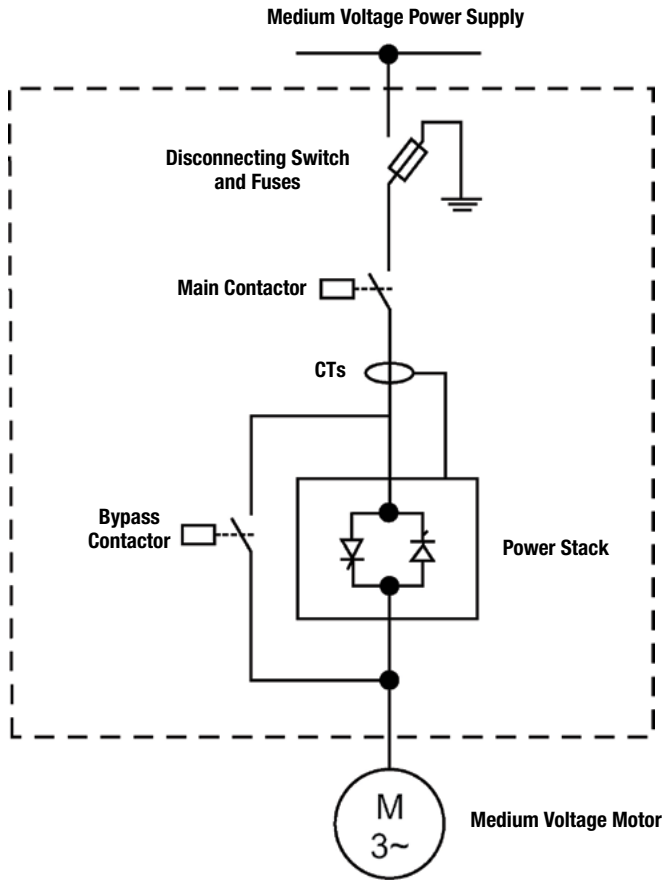 Medium Voltage Power Supply
Disconnecting Switch
and Fuses
Main Contactor
CTs
Bypass
Contactor
Power Stack
M
3~
Medium Voltage Motor